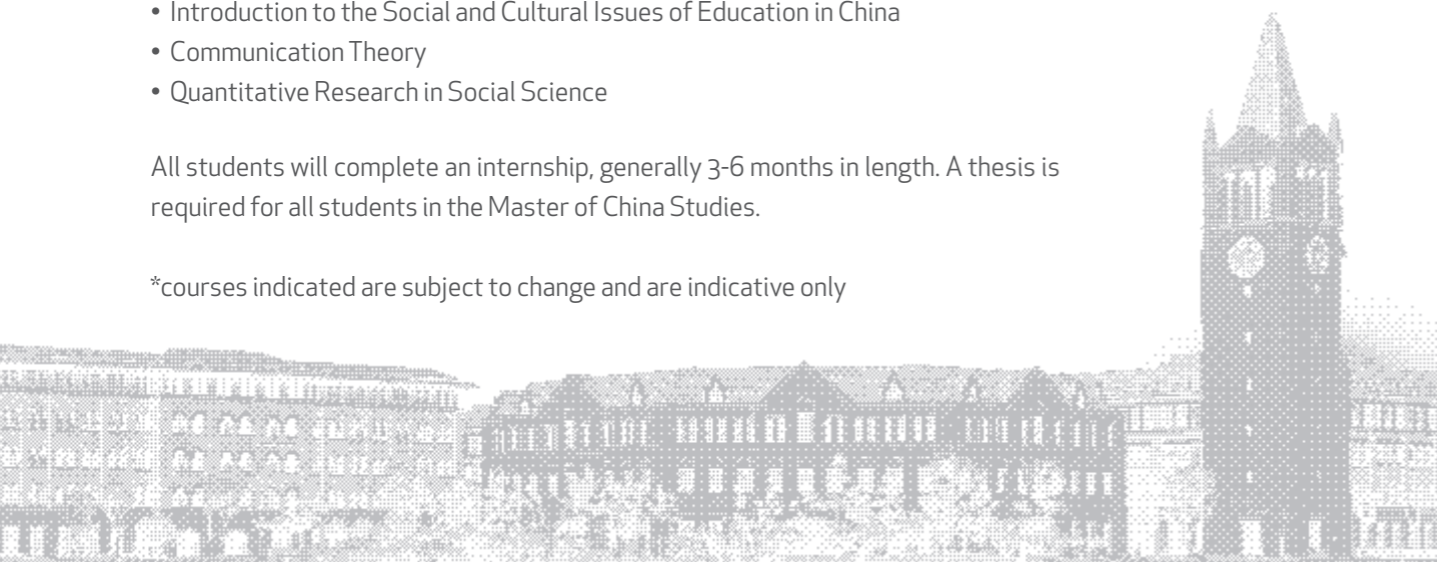 • Introduction to the Social and Cultural Issues of Education in China
• Communication Theory
• Quantitative Research in Social Science
All students will complete an internship, generally 3-6 months in length. A thesis is
required for all students in the Master of China Studies.
*courses indicated are subject to change and are indicative only